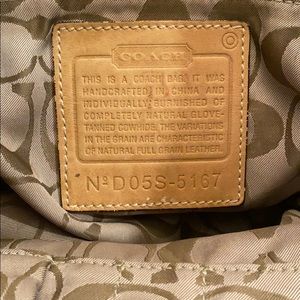 ©
COACH
THIS IS A COACH BAG. IT WAS
HANDCRAFTED IN CHINA AND
INDIVIDUALLY BURNISHED OF
COMPLETELY NATURAL GLOVE-
TANNED COWHIDE. THE VARIATIONS
IN THE GRAIN ARE CHARACTERISTIC
OF NATURAL FULL GRAIN LEATHER.
Nº D05S-5167